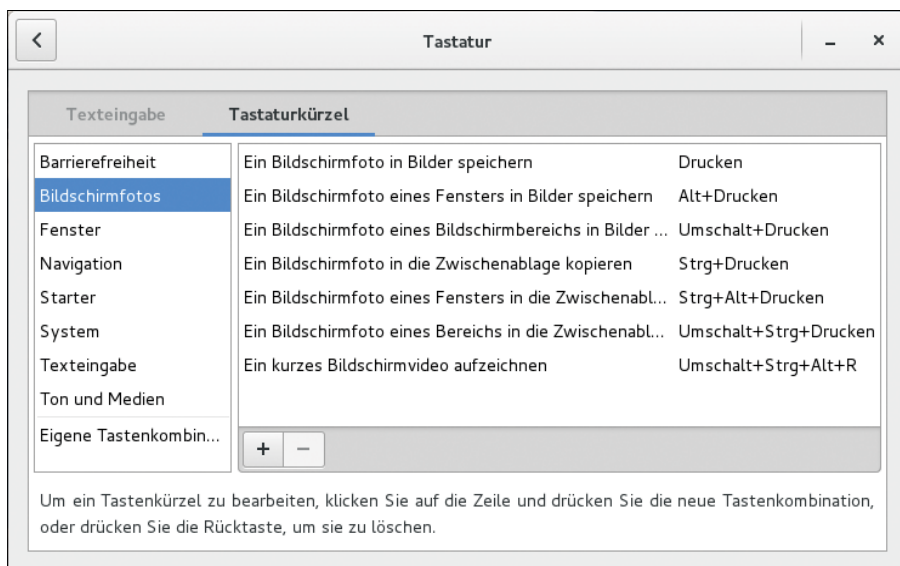 Tastatur
Texteingabe Tastaturkürzel
Barrierefreiheit
Bildschirmfotos
Fenster
Navigation
Starter
System
Texteingabe
Ton und Medien
Eigene Tastenkombin...
Ein Bildschirmfoto in Bilder speichern Drucken
Ein Bildschirmfoto eines Fensters in Bilder speichern Alt+Drucken
Ein Bildschirmfoto eines Bildschirmbereichs in Bilder ... Umschalt+Drucken
Ein Bildschirmfoto in die Zwischenablage kopieren Strg+Drucken
Ein Bildschirmfoto eines Fensters in die Zwischenabl... Strg+Alt+Drucken
Ein Bildschirmfoto eines Bereichs in die Zwischenabl... Umschalt+Strg+Drucken
Ein kurzes Bildschirmvideo aufzeichnen Umschalt+Strg+Alt+R
+ −
Um ein Tastenkürzel zu bearbeiten, klicken Sie auf die Zeile und drücken Sie die neue Tastenkombination,
oder drücken Sie die Rücktaste, um sie zu löschen.